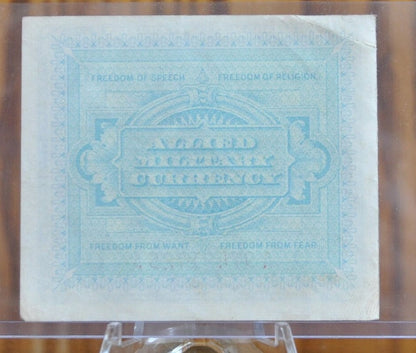 FREEDOM OF SPEECH FREEDOM OF RELIGION
ALLIED
MILITARY
CURRENCY
FREEDOM FROM WANT FREEDOM FROM FEAR